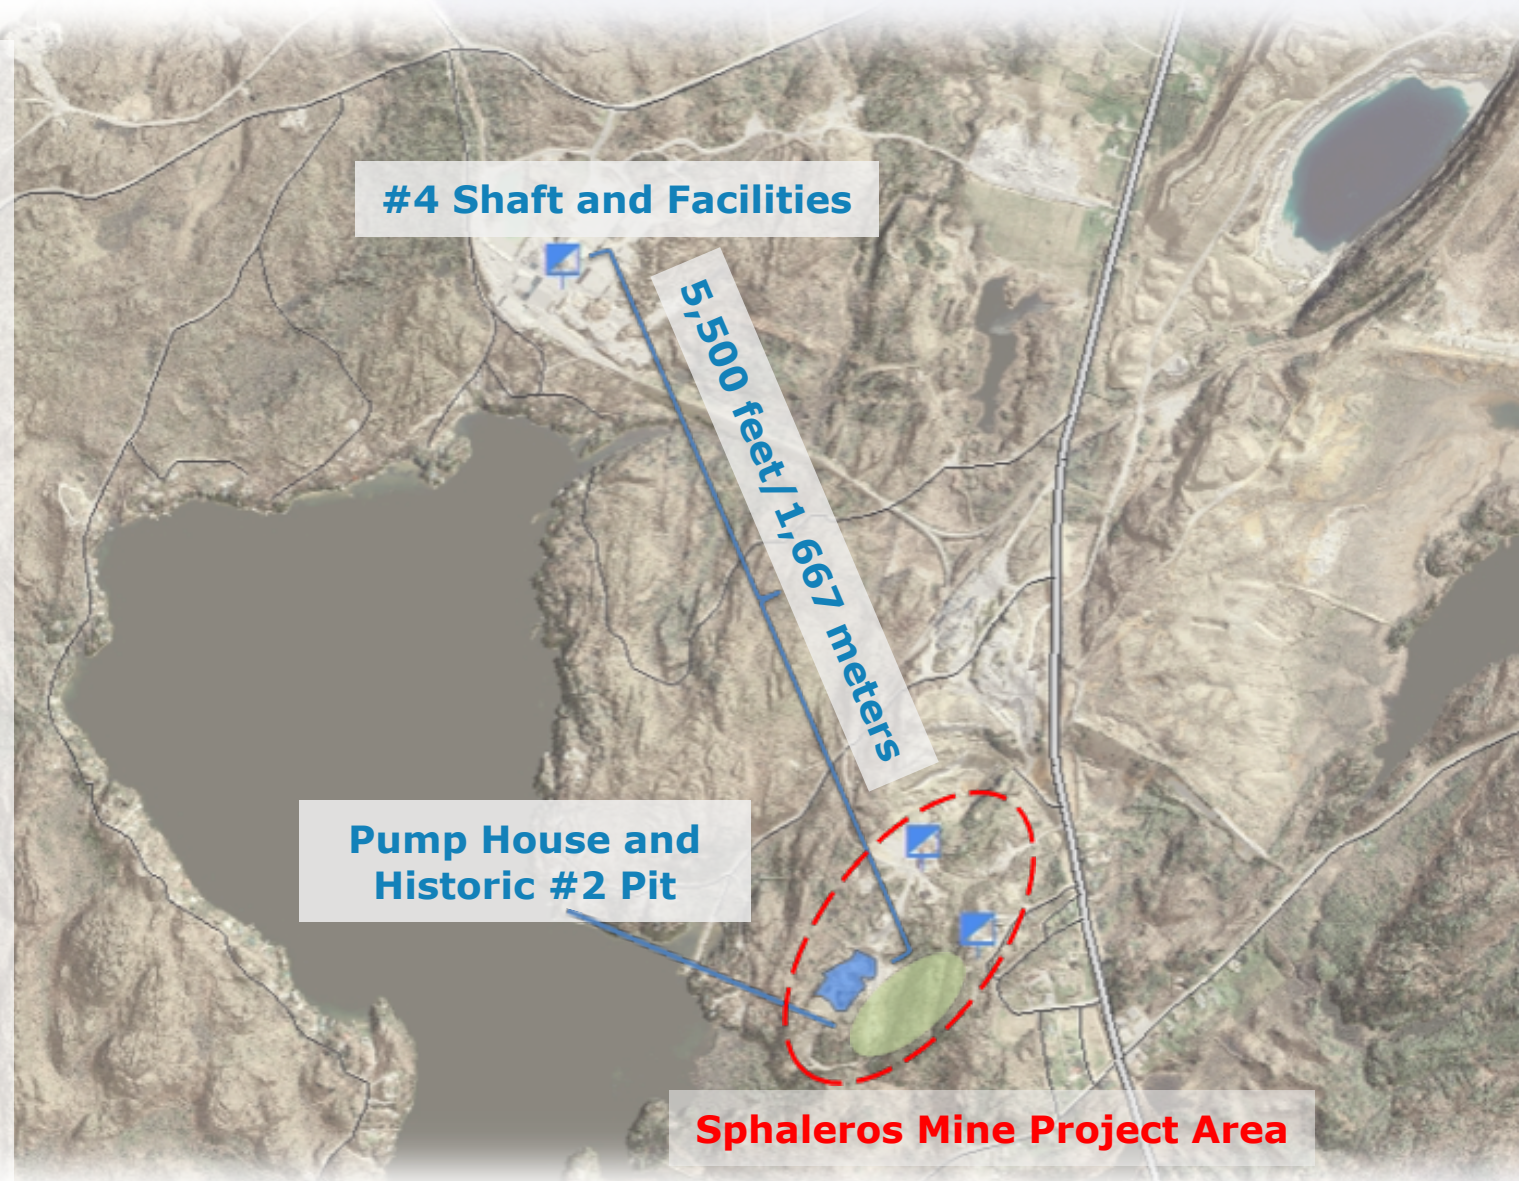 #4 Shaft and Facilities
5,500 feet/1,667 meters
Pump House and
Historic #2 Pit
Sphaleros Mine Project Area